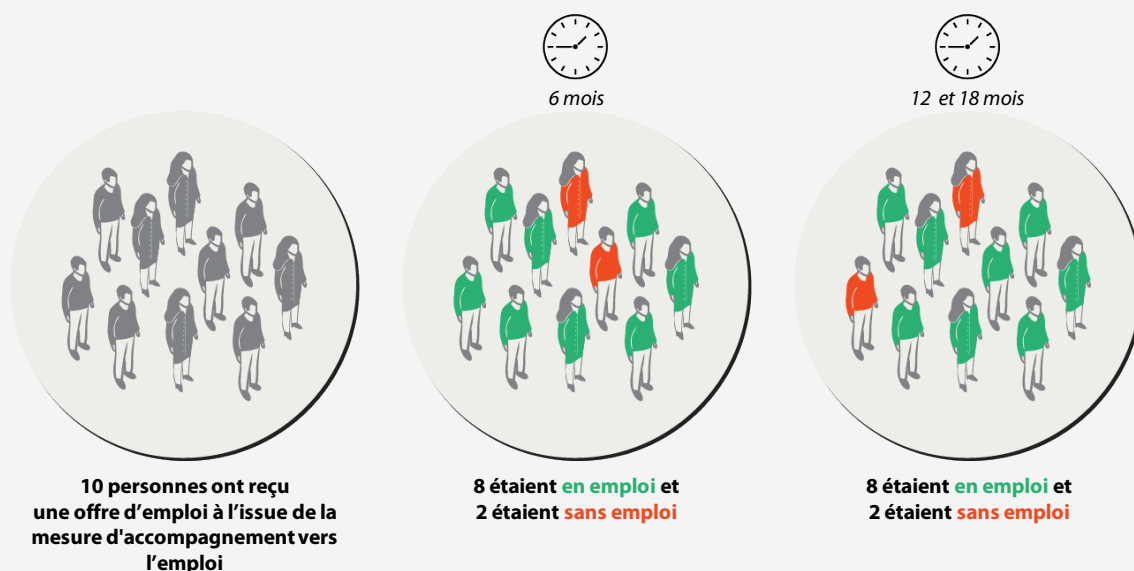 6 mois
12 et 18 mois
10 personnes ont reçu
une offre d’emploi à l’issue de la
mesure d'accompagnement vers
l’emploi
8 étaient en emploi et
2 étaient sans emploi
8 étaient en emploi et
2 étaient sans emploi